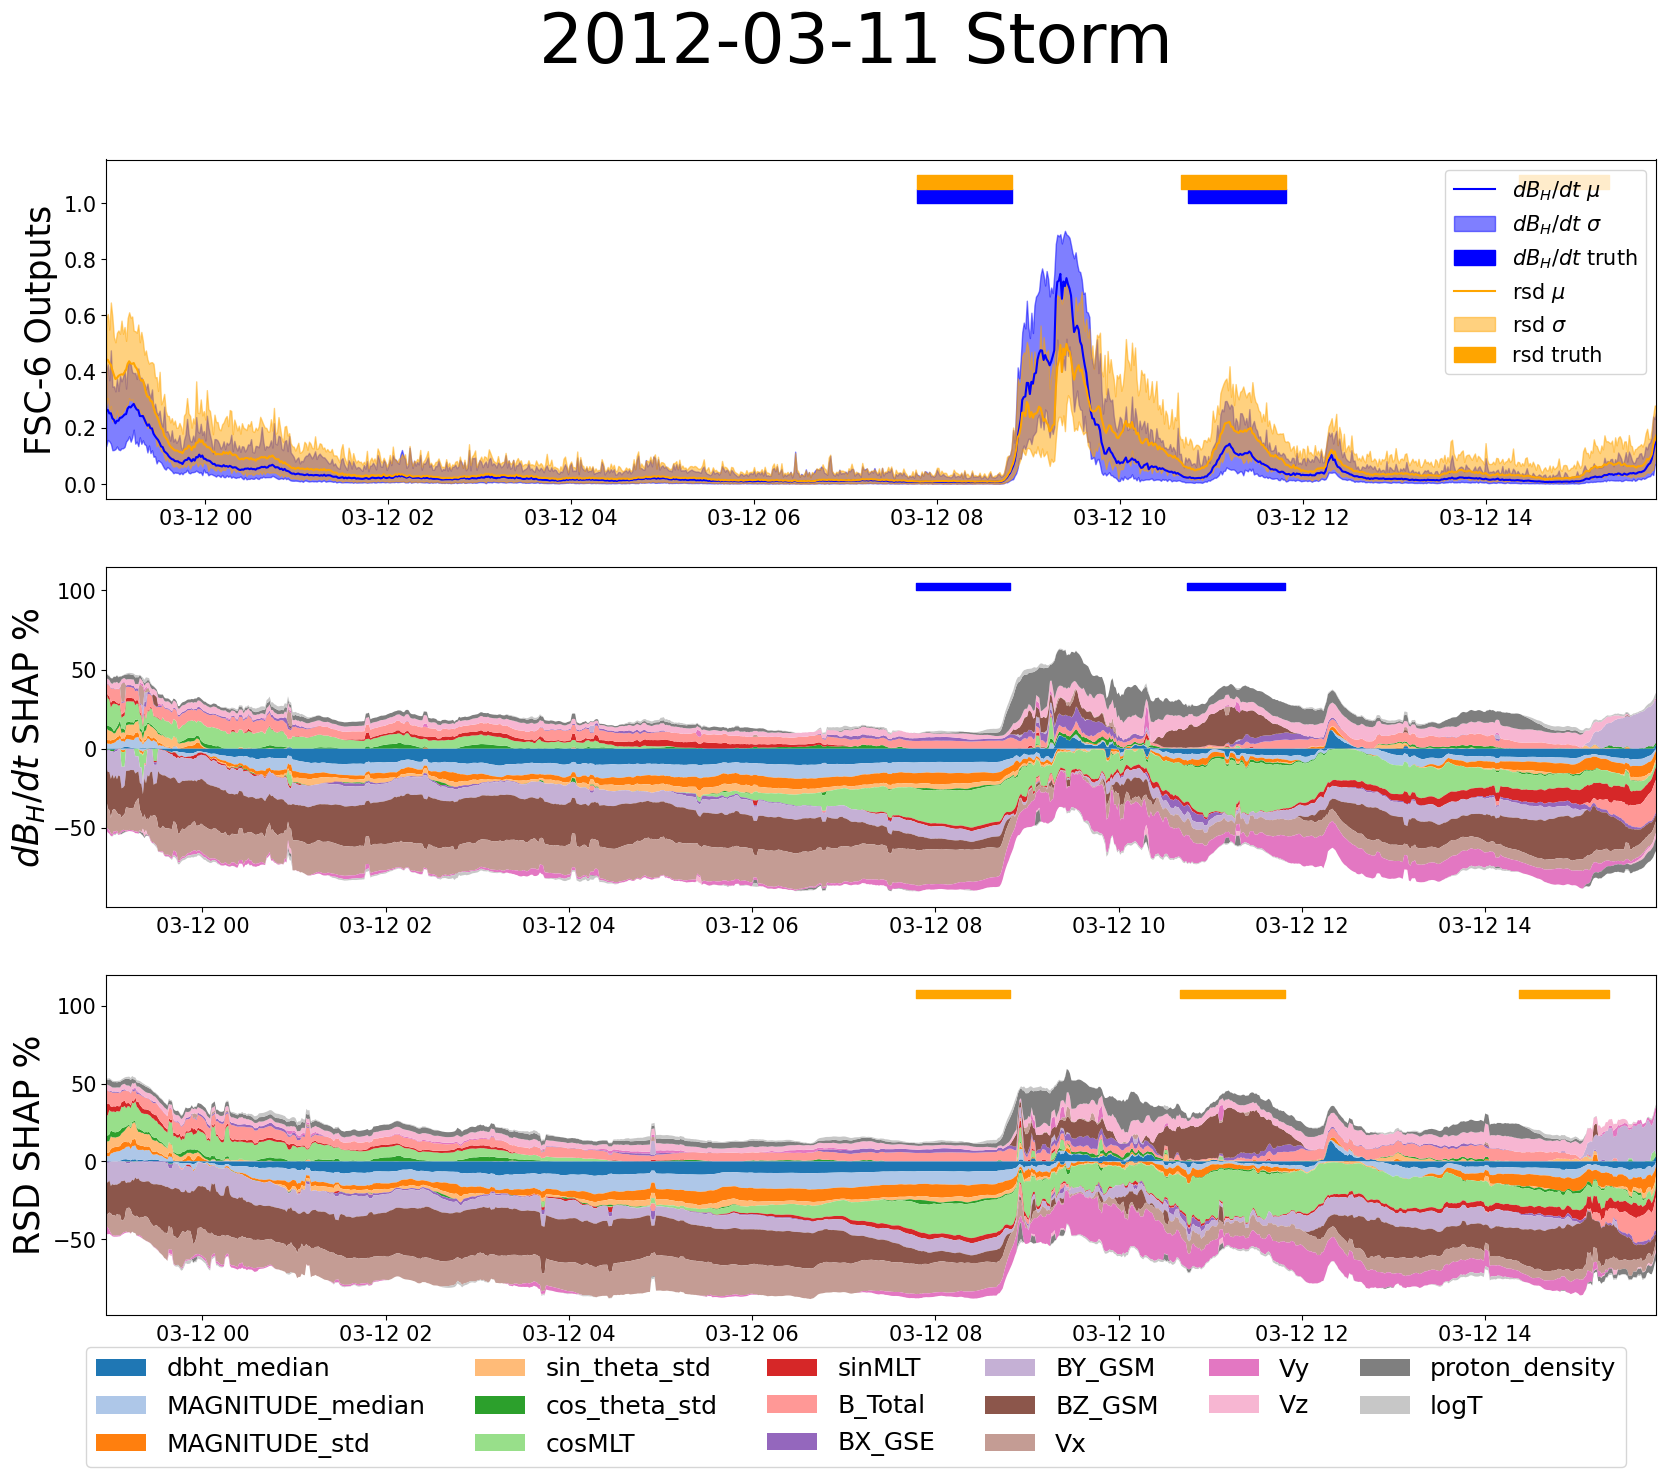 2012-03-11 Storm
FSC-6 Outputs
1.0
0.8
0.6
0.4
0.2
0.0
dB_H/dt μ
dB_H/dt σ
dB_H/dt truth
rsd μ
rsd σ
rsd truth
03-12 00 03-12 02 03-12 04 03-12 06 03-12 08 03-12 10 03-12 12 03-12 14
dB_H/dt SHAP %
100
50
0
−50
03-12 00 03-12 02 03-12 04 03-12 06 03-12 08 03-12 10 03-12 12 03-12 14
RSD SHAP %
100
50
0
−50
03-12 00 03-12 02 03-12 04 03-12 06 03-12 08 03-12 10 03-12 12 03-12 14
dbht_median sin_theta_std sinMLT BY_GSM Vy proton_density
MAGNITUDE_median cos_theta_std B_Total BZ_GSM Vz logT
MAGNITUDE_std cosMLT BX_GSE Vx